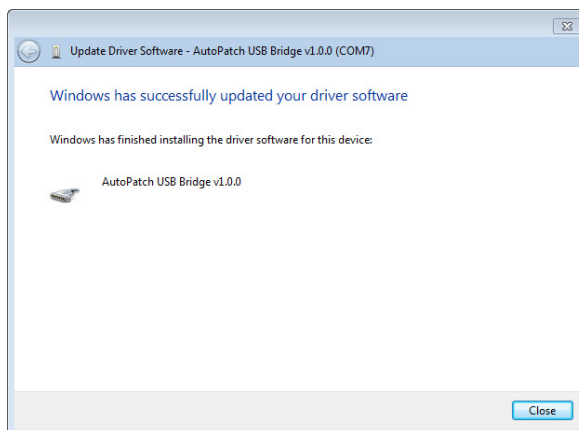 Update Driver Software - AutoPatch USB Bridge v1.0.0 (COM7)
Windows has successfully updated your driver software
Windows has finished installing the driver software for this device:
AutoPatch USB Bridge v1.0.0
Close